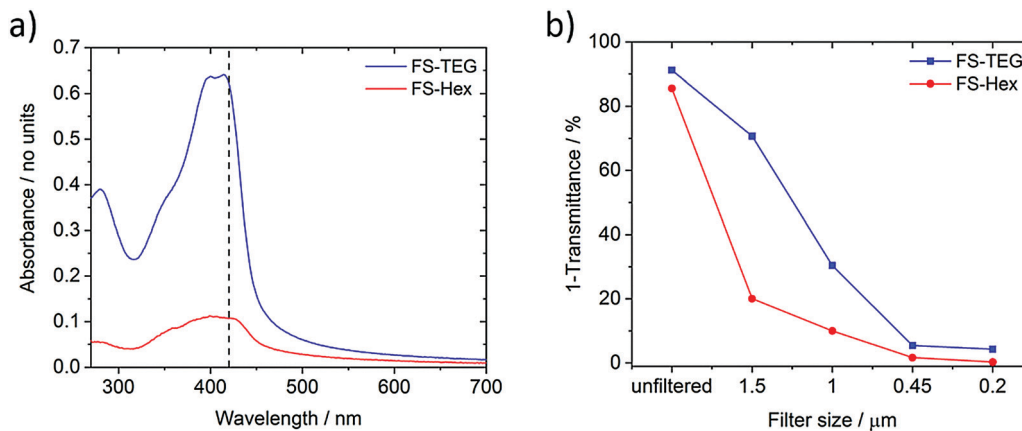 a)
Absorbance / no units
0.7
0.6
0.5
0.4
0.3
0.2
0.1
0.0
FS-TEG
FS-Hex
300
400
500
600
700
Wavelength / nm
b)
1-Transmittance / %
100
80
60
40
20
0
FS-TEG
FS-Hex
unfiltered
1.5
1
0.45
0.2
Filter size / μm